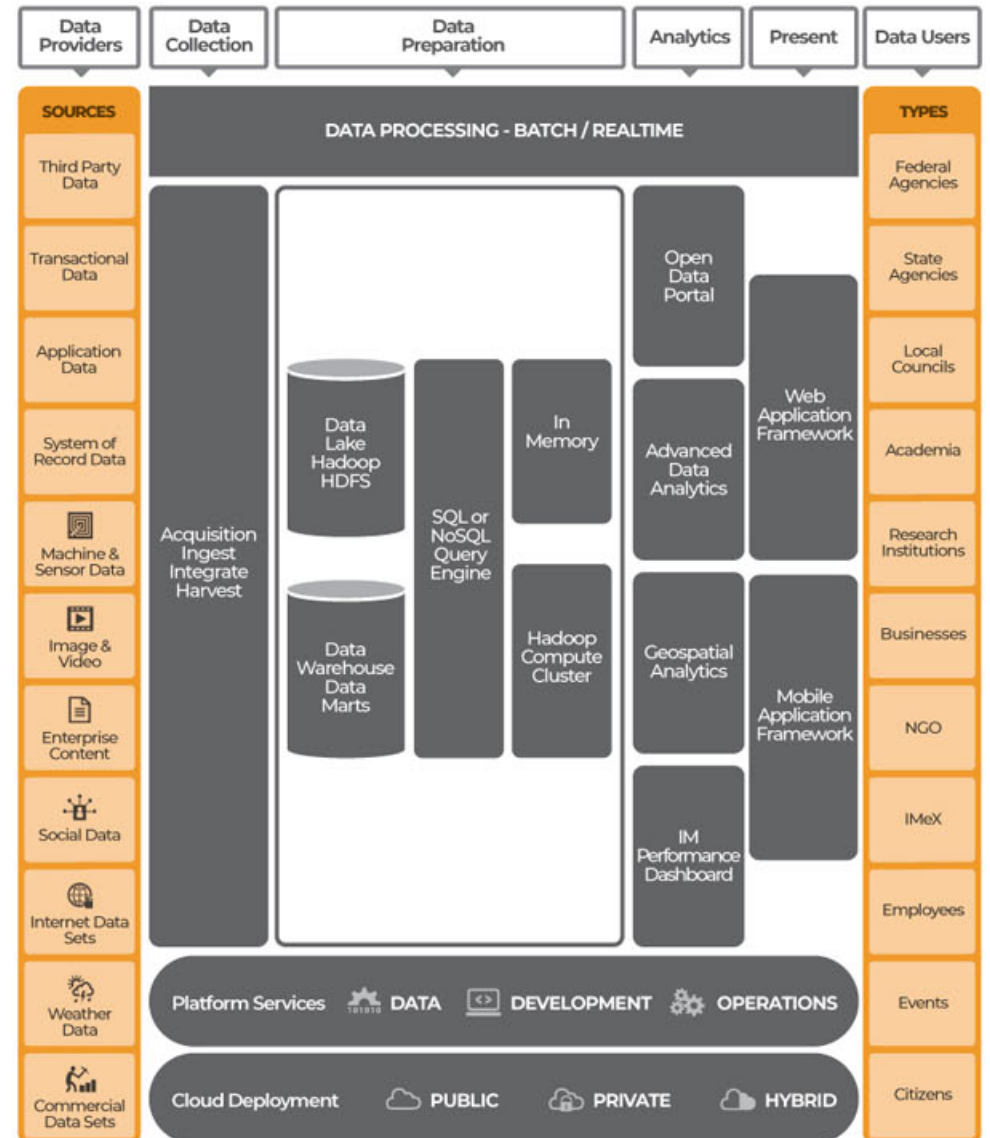 Data
Providers
Data
Collection
Data
Preparation
Analytics
Present
Data Users
SOURCES
Third Party
Data
Transactional
Data
Application
Data
System of
Record Data
Machine &
Sensor Data
Image &
Video
Enterprise
Content
Social Data
Internet Data
Sets
Weather
Data
Commercial
Data Sets
DATA PROCESSING - BATCH / REALTIME
Acquisition
Ingest
Integrate
Harvest
Data
Lake
Hadoop
HDFS
Data
Warehouse
Data
Marts
SQL or
NoSQL
Query
Engine
In
Memory
Hadoop
Compute
Cluster
Open
Data
Portal
Advanced
Data
Analytics
Geospatial
Analytics
IM
Performance
Dashboard
Web
Application
Framework
Mobile
Application
Framework
Platform Services 101010 DATA <> DEVELOPMENT OPERATIONS
Cloud Deployment PUBLIC PRIVATE HYBRID
TYPES
Federal
Agencies
State
Agencies
Local
Councils
Academia
Research
Institutions
Businesses
NGO
IMeX
Employees
Events
Citizens